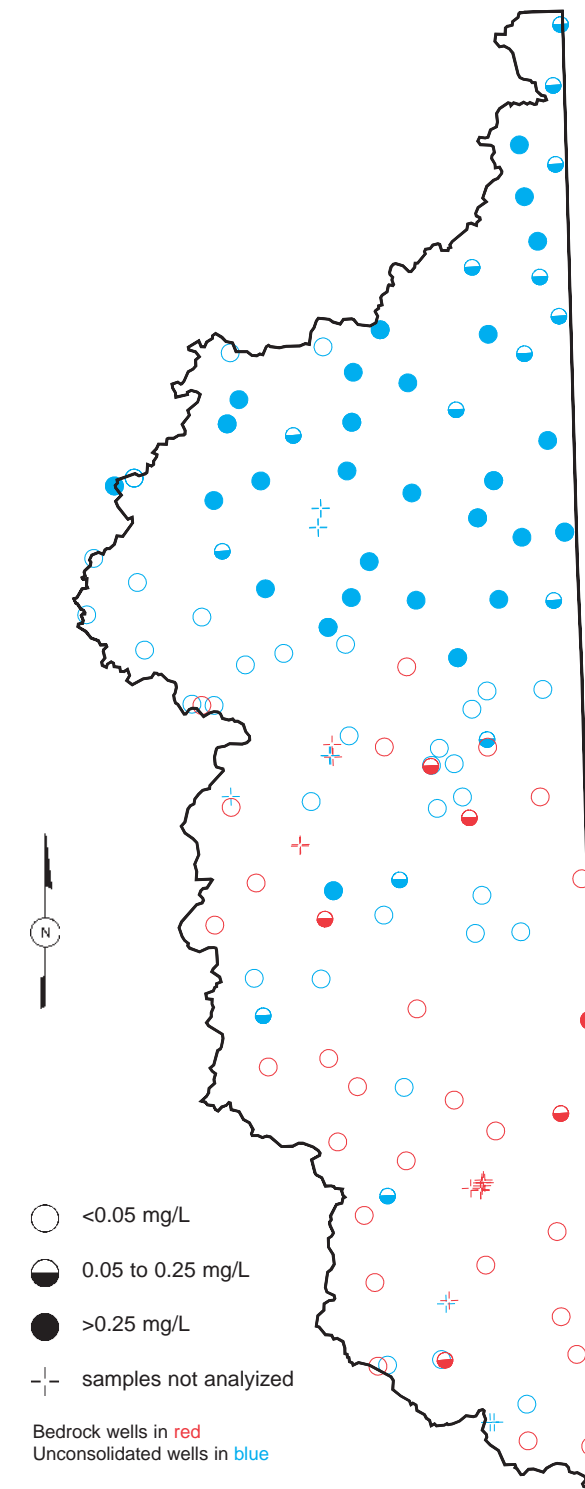 N
<0.05 mg/L
0.05 to 0.25 mg/L
>0.25 mg/L
samples not analyized
Bedrock wells in red
Unconsolidated wells in blue